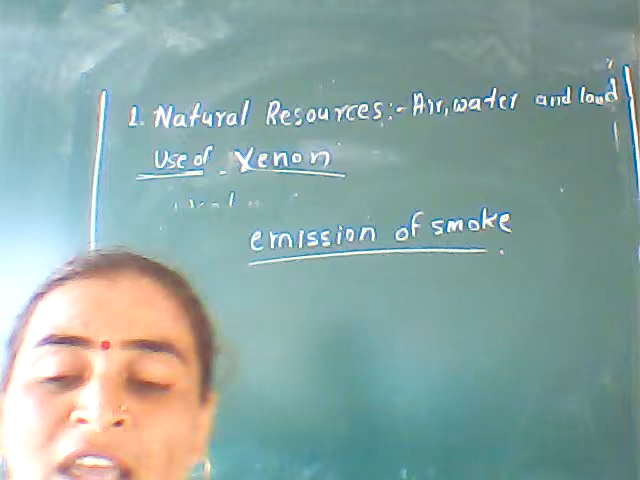 1. Natural Resources:- Air, water and land
Use of Xenon
emission of smoke